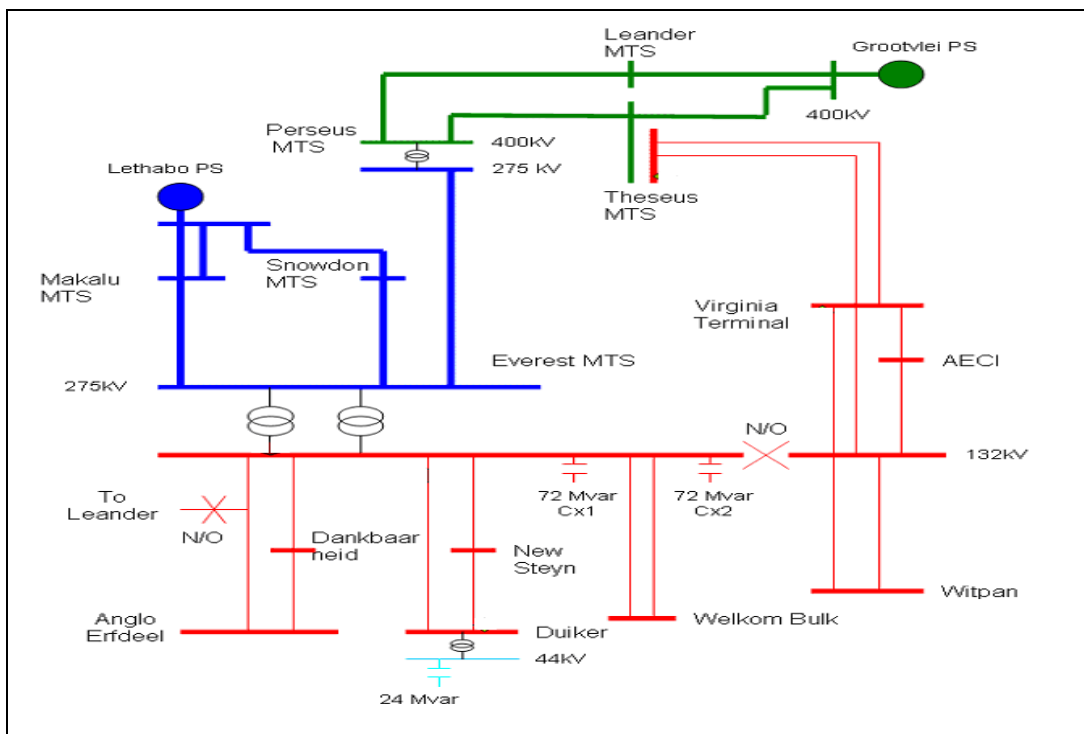 Leander
MTS
Grootvlei PS
400kV
Perseus
MTS
400kV
275 kV
Lethabo PS
Theseus
MTS
Makalu
MTS
Snowdon
MTS
Virginia
Terminal
Everest MTS
AECI
275kV
N/O
132kV
To
Leander
N/O
72 Mvar
Cx1
72 Mvar
Cx2
Dankbaar
heid
New
Steyn
Witpan
Anglo
Erfdeel
Duiker
Welkom Bulk
44kV
24 Mvar